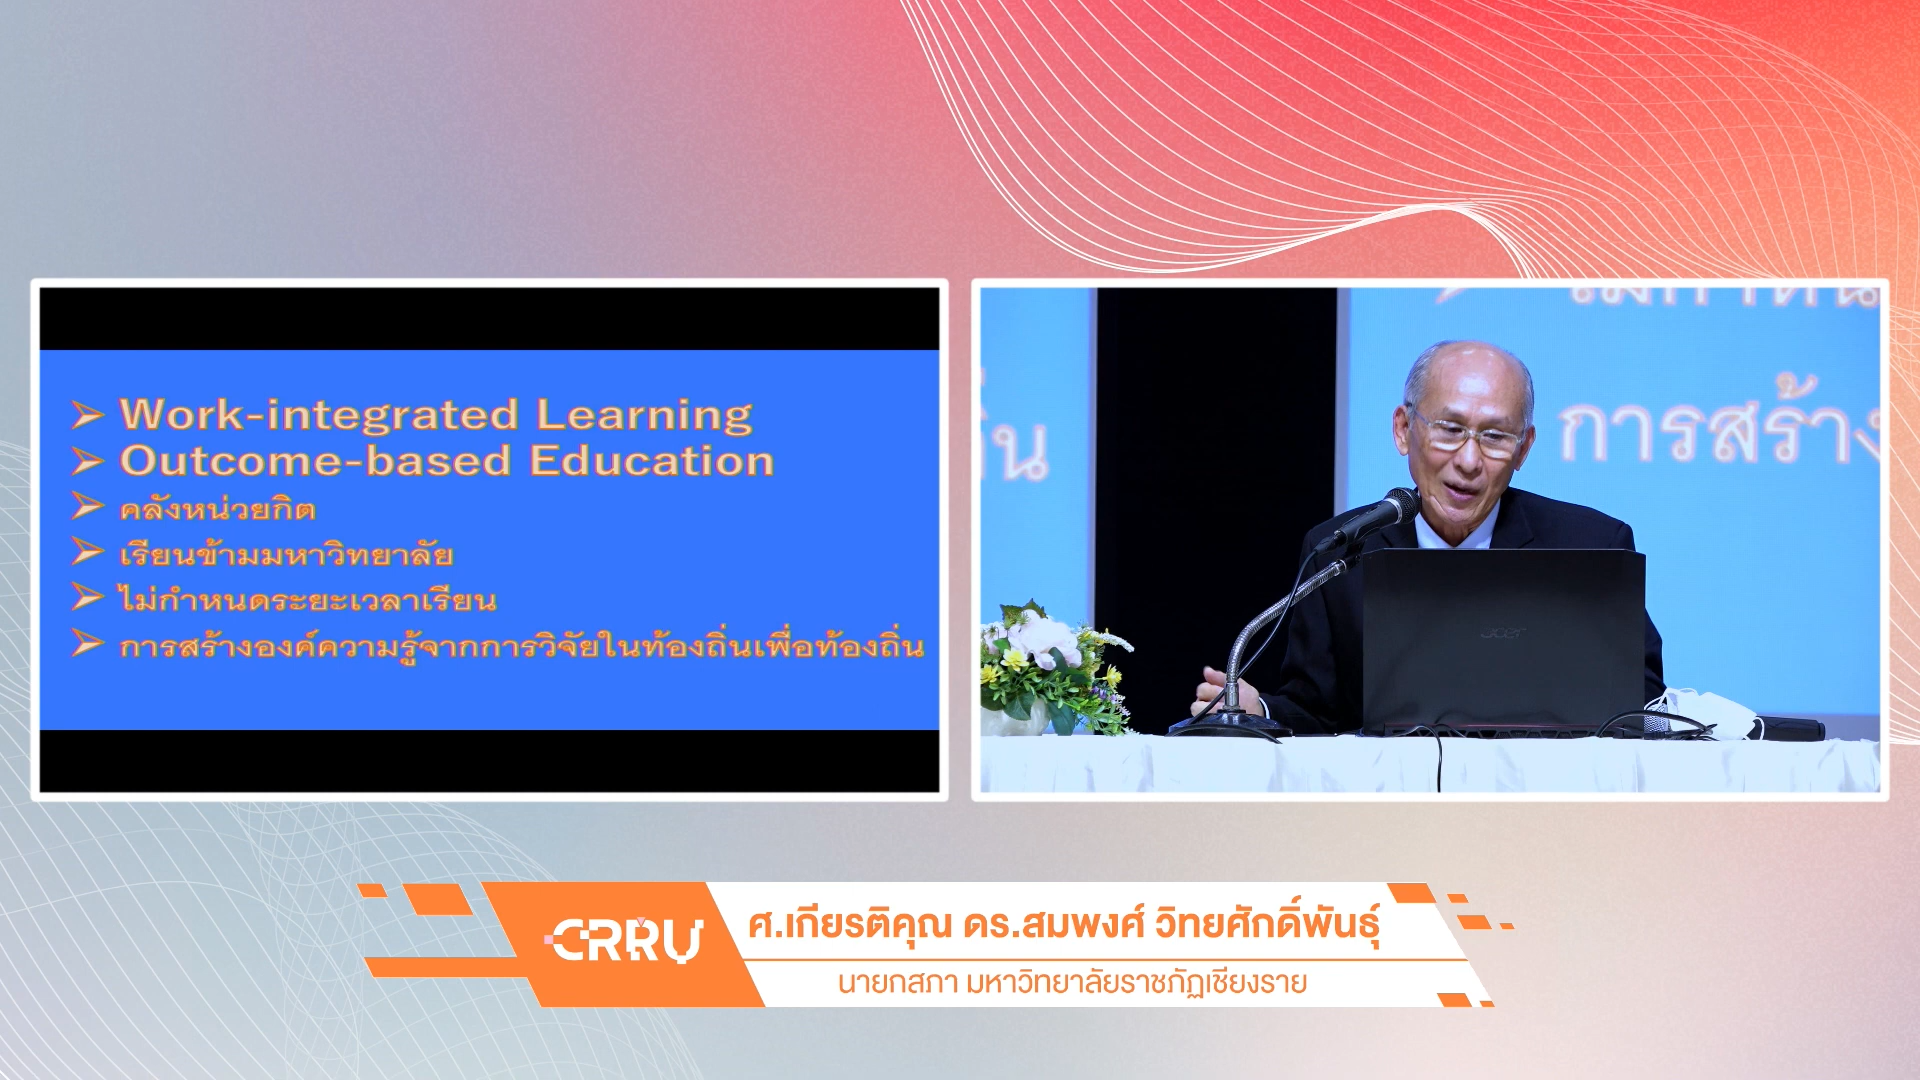 Work-integrated Learning
Outcome-based Education
คลังหน่วยกิต
เรียนข้ามมหาวิทยาลัย
ไม่กำหนดระยะเวลาเรียน
การสร้างองค์ความรู้จากการวิจัยในท้องถิ่นเพื่อท้องถิ่น
การสร้าง
acer
CRRU
ศ.เกียรติคุณ ดร.สมพงศ์ วิทยศักดิ์พันธุ์
นายกสภา มหาวิทยาลัยราชภัฏเชียงราย